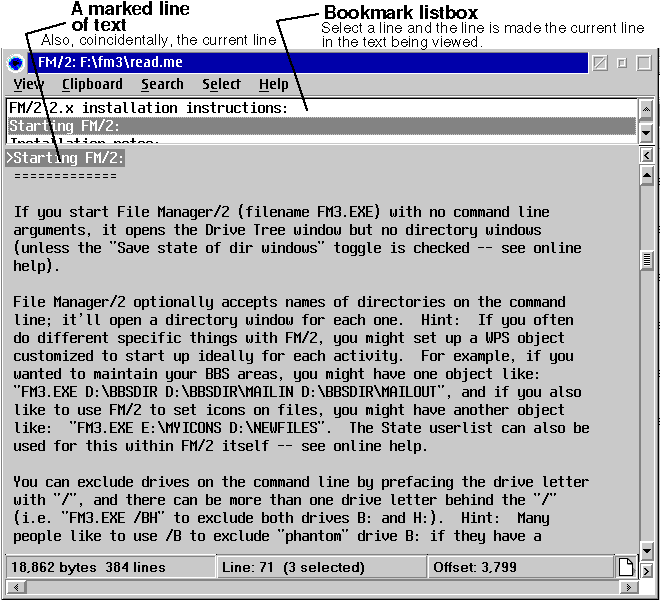 A marked line
of text
Also, coincidentally, the current line
Bookmark listbox
Select a line and the line is made the current line
in the text being viewed.
FM/2: F:\fm3\read.me
View Clipboard Search Select Help
FM/2 2.x installation instructions:
Starting FM/2:
Installation notes:
>Starting FM/2:
=============
If you start File Manager/2 (filename FM3.EXE) with no command line
arguments, it opens the Drive Tree window but no directory windows
(unless the "Save state of dir windows" toggle is checked -- see online
help).
File Manager/2 optionally accepts names of directories on the command
line; it'll open a directory window for each one.  Hint:  If you often
do different specific things with FM/2, you might set up a WPS object
customized to start up ideally for each activity.  For example, if you
wanted to maintain your BBS areas, you might have one object like:
"FM3.EXE D:\BBSDIR D:\BBSDIR\MAILIN D:\BBSDIR\MAILOUT", and if you also
like to use FM/2 to set icons on files, you might have another object
like:  "FM3.EXE E:\MYICONS D:\NEWFILES".  The State userlist can also be
used for this within FM/2 itself -- see online help.
You can exclude drives on the command line by prefacing the drive letter
with "/", and there can be more than one drive letter behind the "/"
(i.e. "FM3.EXE /BH" to exclude both drives B: and H:).  Hint:  Many
people like to use /B to exclude "phantom" drive B: if they have a
18,862 bytes  384 lines
Line: 71  (3 selected)
Offset: 3,799